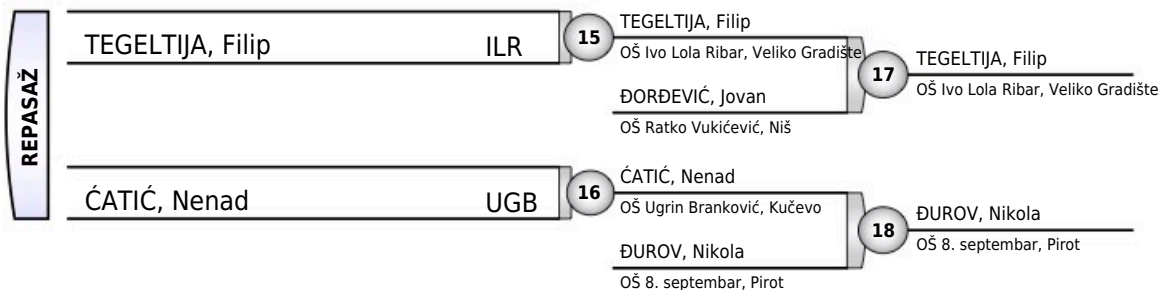 REPASAŽ
TEGELTIJA, Filip ILR
15
TEGELTIJA, Filip
OŠ Ivo Lola Ribar, Veliko Gradište
ĐORĐEVIĆ, Jovan
OŠ Ratko Vukićević, Niš
17
TEGELTIJA, Filip
OŠ Ivo Lola Ribar, Veliko Gradište
ĆATIĆ, Nenad UGB
16
ĆATIĆ, Nenad
OŠ Ugrin Branković, Kučevo
ĐUROV, Nikola
OŠ 8. septembar, Pirot
18
ĐUROV, Nikola
OŠ 8. septembar, Pirot